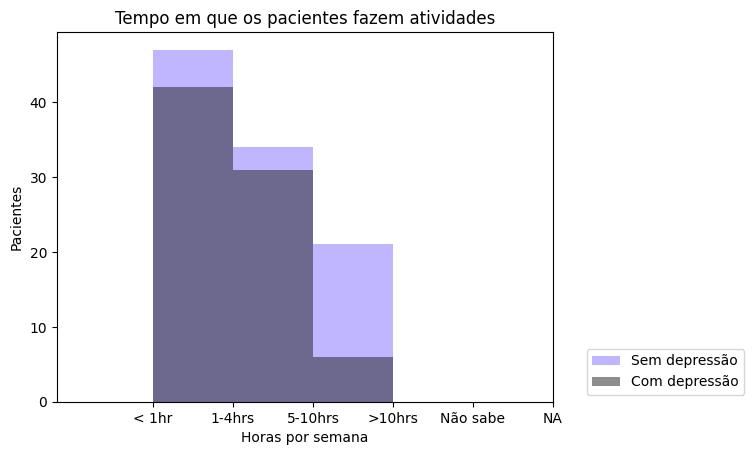 Tempo em que os pacientes fazem atividades
Pacientes
40
30
20
10
0
< 1hr 1-4hrs 5-10hrs >10hrs Não sabe NA
Horas por semana
Sem depressão
Com depressão